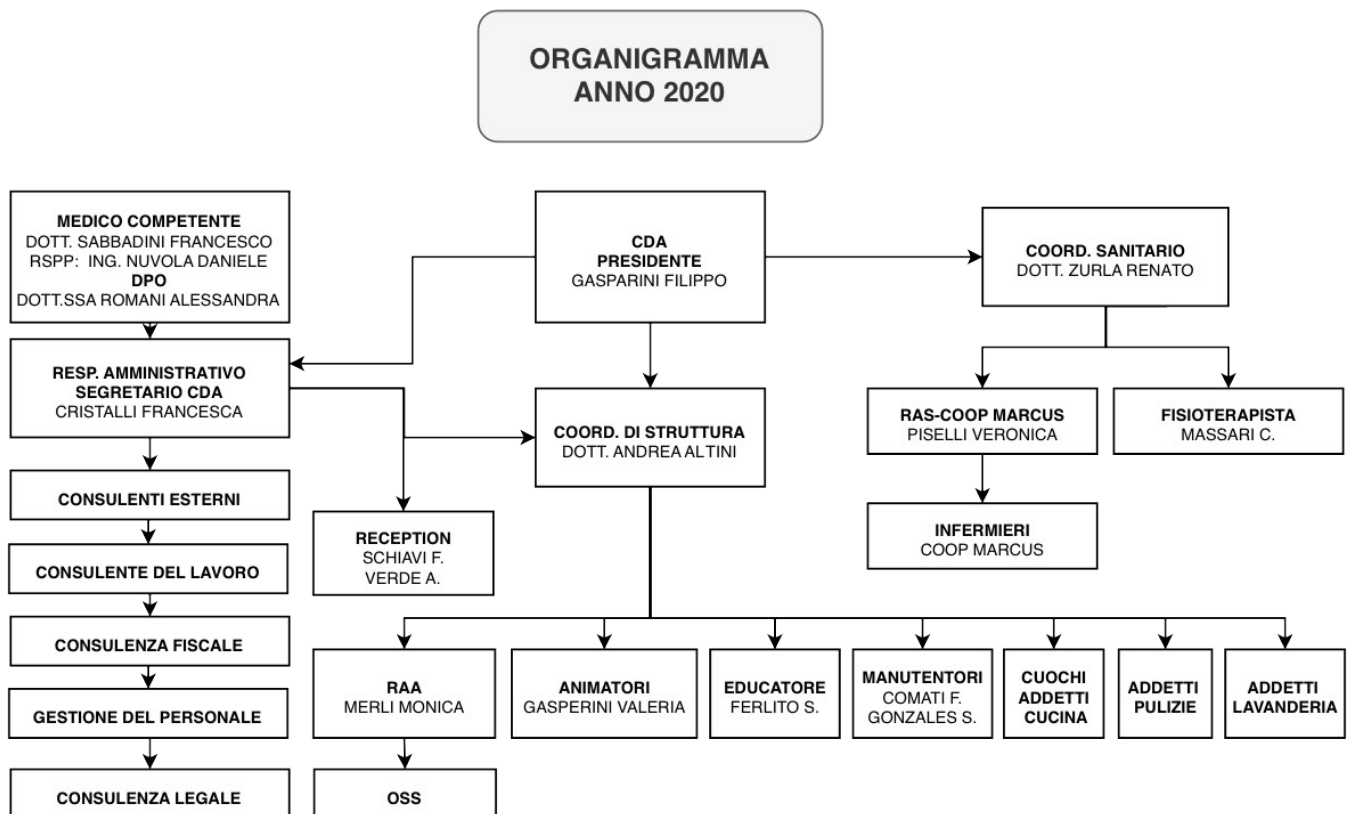 ORGANIGRAMMA
ANNO 2020
MEDICO COMPETENTE
DOTT. SABBADINI FRANCESCO
RSPP: ING. NUVOLA DANIELE
DPO
DOTT.SSA ROMANI ALESSANDRA
CDA
PRESIDENTE
GASPARINI FILIPPO
COORD. SANITARIO
DOTT. ZURLA RENATO
RESP. AMMINISTRATIVO
SEGRETARIO CDA
CRISTALLI FRANCESCA
COORD. DI STRUTTURA
DOTT. ANDREA ALTINI
RAS-COOP MARCUS
PISELLI VERONICA
FISIOTERAPISTA
MASSARI C.
CONSULENTI ESTERNI
RECEPTION
SCHIAVI F.
VERDE A.
INFERMIERI
COOP MARCUS
CONSULENTE DEL LAVORO
CONSULENZA FISCALE
GESTIONE DEL PERSONALE
RAA
MERLI MONICA
ANIMATORI
GASPERINI VALERIA
EDUCATORE
FERLITO S.
MANUTENTORI
COMATI F.
GONZALES S.
CUOCHI
ADDETTI
CUCINA
ADDETTI
PULIZIE
ADDETTI
LAVANDERIA
CONSULENZA LEGALE
OSS